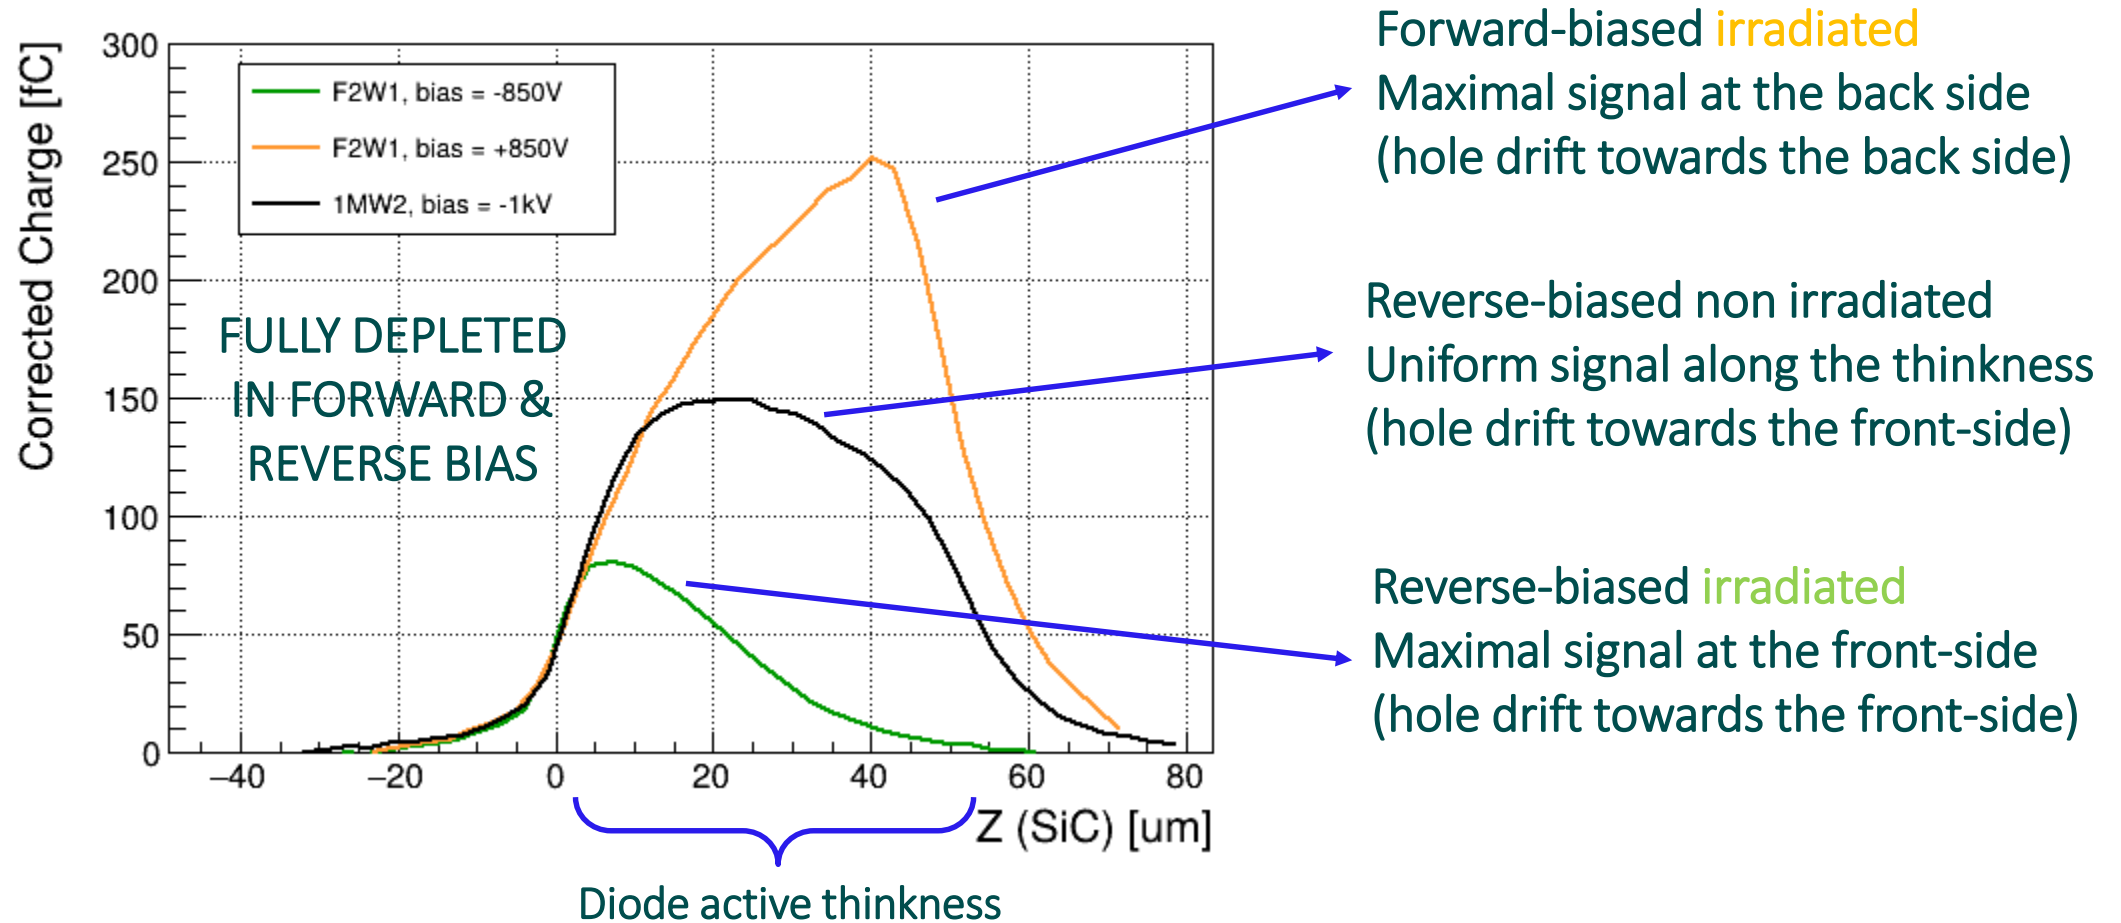 Corrected Charge [fC]
300
250
200
150
100
50
0
F2W1, bias = -850V
F2W1, bias = +850V
1MW2, bias = -1kV
FULLY DEPLETED
IN FORWARD &
REVERSE BIAS
−40
−20
0
20
40
60
80
Z (SiC) [um]
Diode active thinkness
Forward-biased irradiated
Maximal signal at the back side
(hole drift towards the back side)
Reverse-biased non irradiated
Uniform signal along the thinkness
(hole drift towards the front-side)
Reverse-biased irradiated
Maximal signal at the front-side
(hole drift towards the front-side)